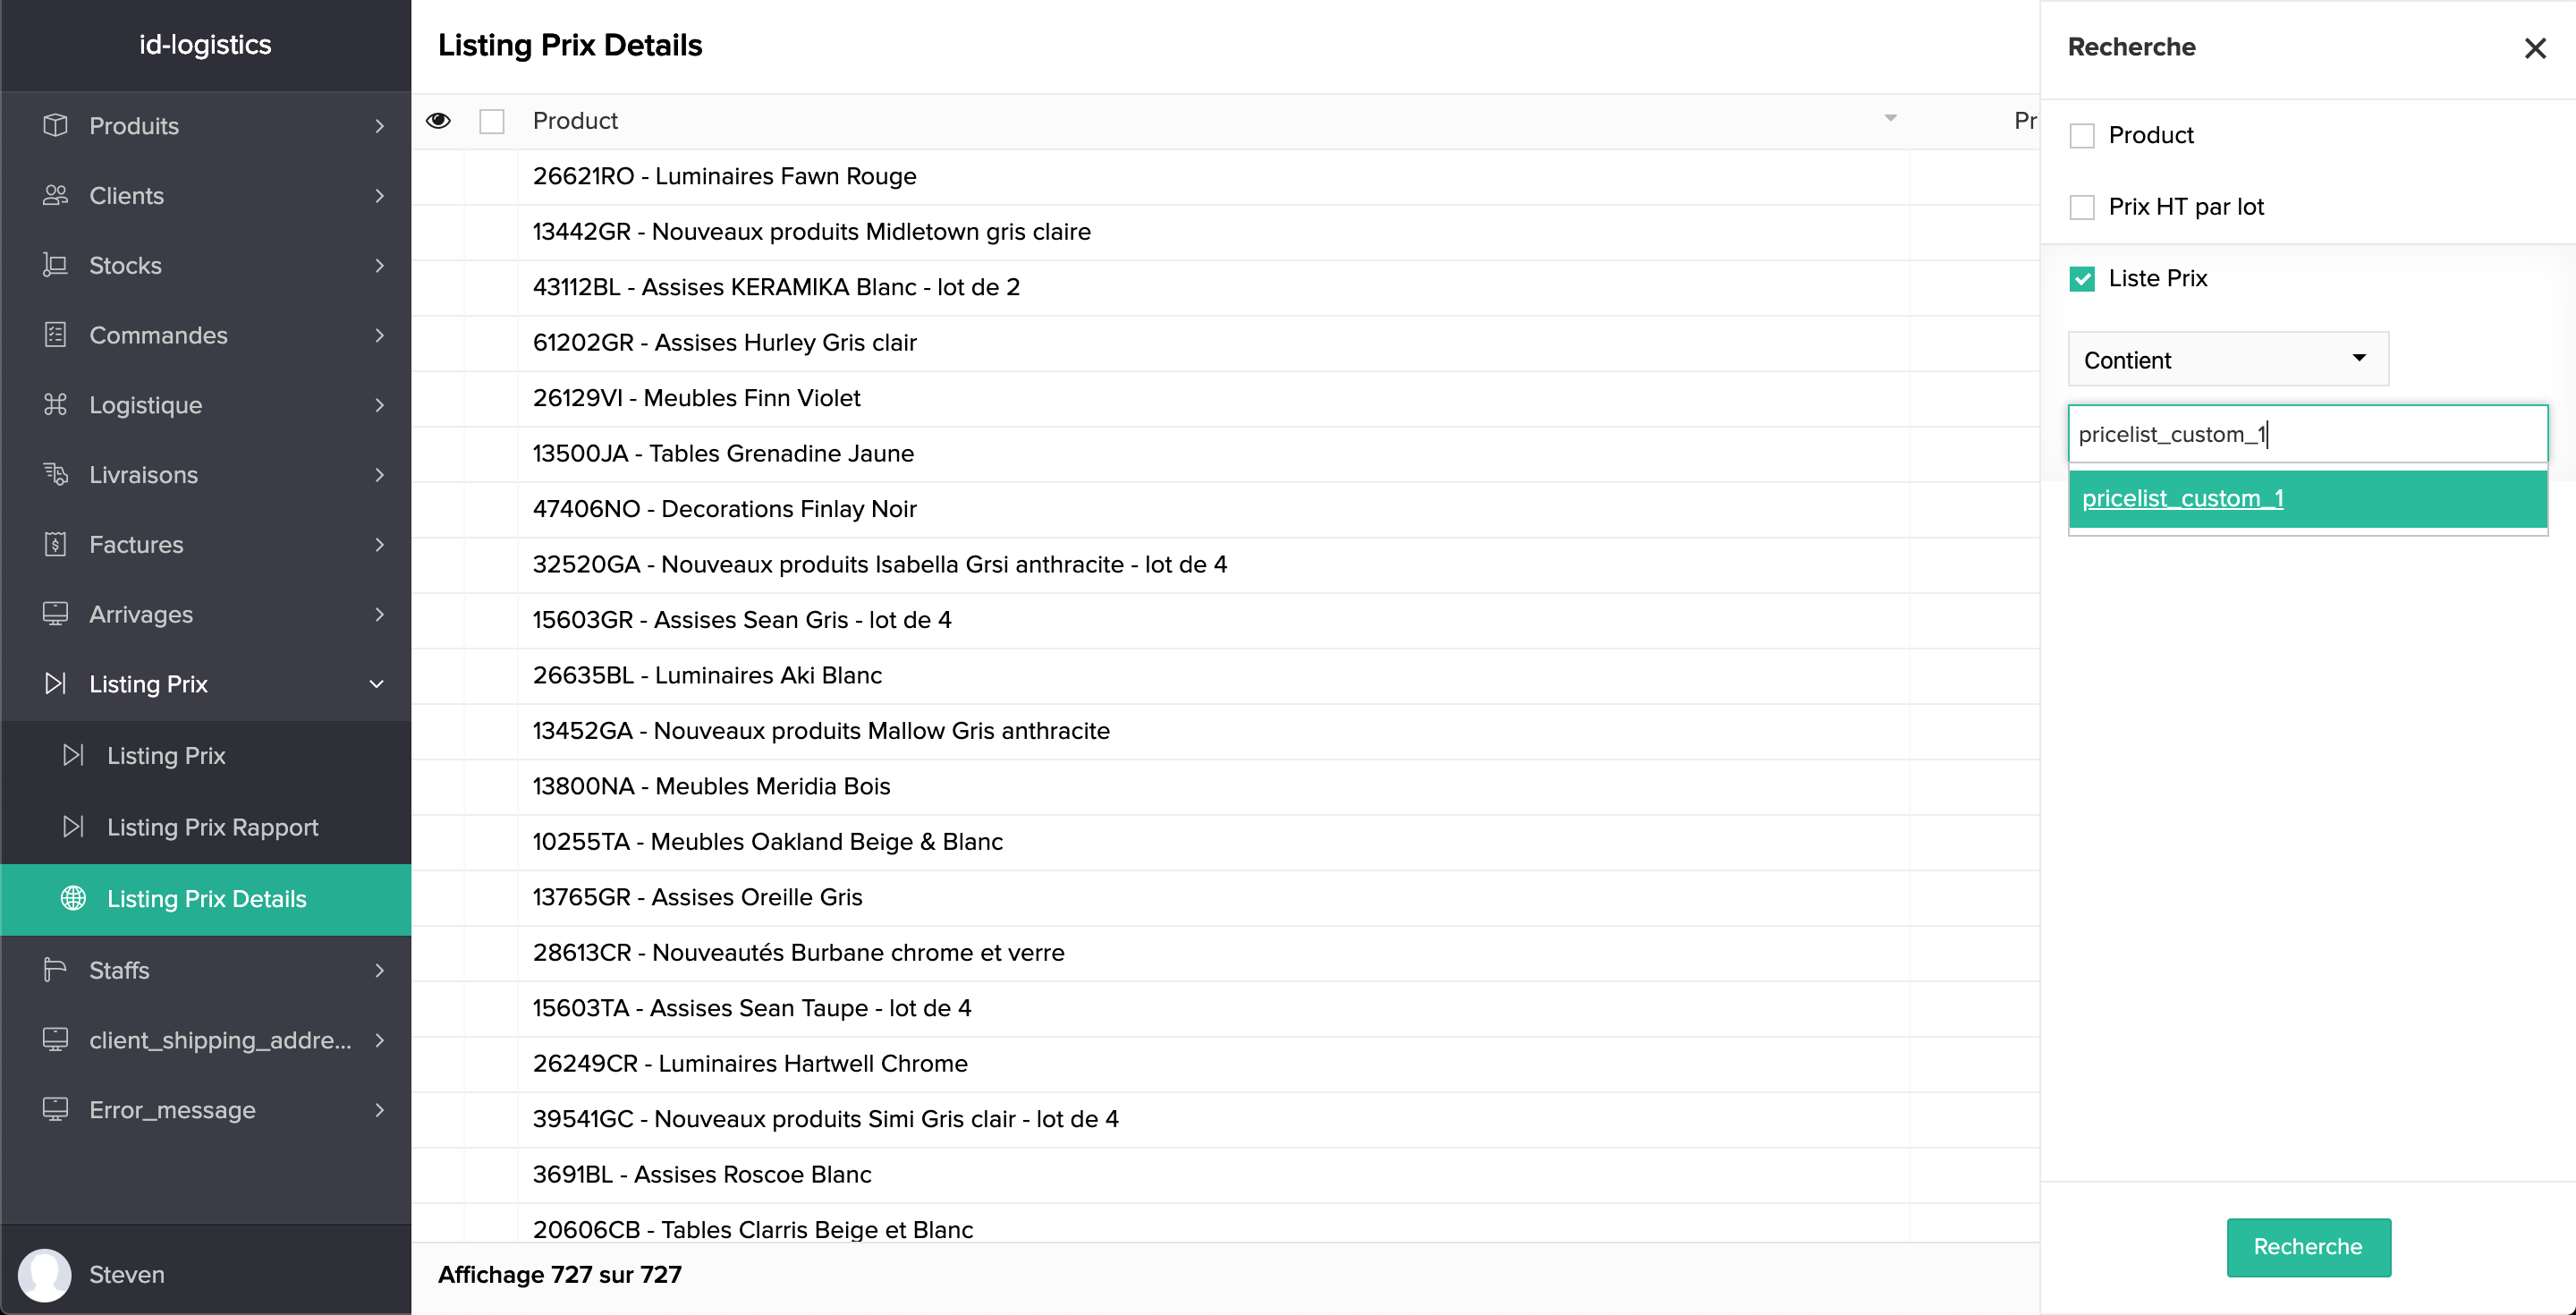 id-logistics
Produits
Clients
Stocks
Commandes
Logistique
Livraisons
Factures
Arrivages
Listing Prix
Listing Prix
Listing Prix Rapport
Listing Prix Details
Staffs
client_shipping_addre...
Error_message
Steven
Listing Prix Details
Product
Pr
26621RO - Luminaires Fawn Rouge
13442GR - Nouveaux produits Midletown gris claire
43112BL - Assises KERAMIKA Blanc - lot de 2
61202GR - Assises Hurley Gris clair
26129VI - Meubles Finn Violet
13500JA - Tables Grenadine Jaune
47406NO - Decorations Finlay Noir
32520GA - Nouveaux produits Isabella Grsi anthracite - lot de 4
15603GR - Assises Sean Gris - lot de 4
26635BL - Luminaires Aki Blanc
13452GA - Nouveaux produits Mallow Gris anthracite
13800NA - Meubles Meridia Bois
10255TA - Meubles Oakland Beige & Blanc
13765GR - Assises Oreille Gris
28613CR - Nouveautés Burbane chrome et verre
15603TA - Assises Sean Taupe - lot de 4
26249CR - Luminaires Hartwell Chrome
39541GC - Nouveaux produits Simi Gris clair - lot de 4
3691BL - Assises Roscoe Blanc
20606CB - Tables Clarris Beige et Blanc
Affichage 727 sur 727
Recherche
Product
Prix HT par lot
Liste Prix
Contient
pricelist_custom_1
pricelist_custom_1
Recherche